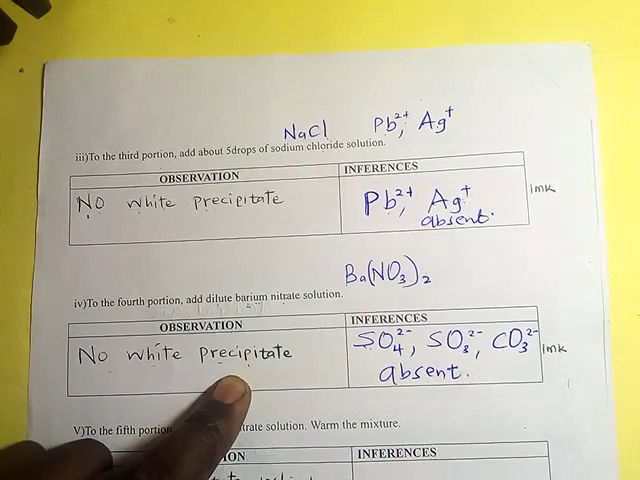 NaCl Pb²⁺, Ag⁺
iii)To the third portion, add about 5drops of sodium chloride solution.
OBSERVATION INFERENCES
NO white precipitate Pb²⁺, Ag⁺
absent.
1mk
Ba(NO₃)₂
iv)To the fourth portion, add dilute barium nitrate solution.
OBSERVATION INFERENCES
No white precipitate SO₄²⁻, SO₃²⁻, CO₃²⁻
absent.
1mk
V)To the fifth portion, trate solution. Warm the mixture.
ION INFERENCES